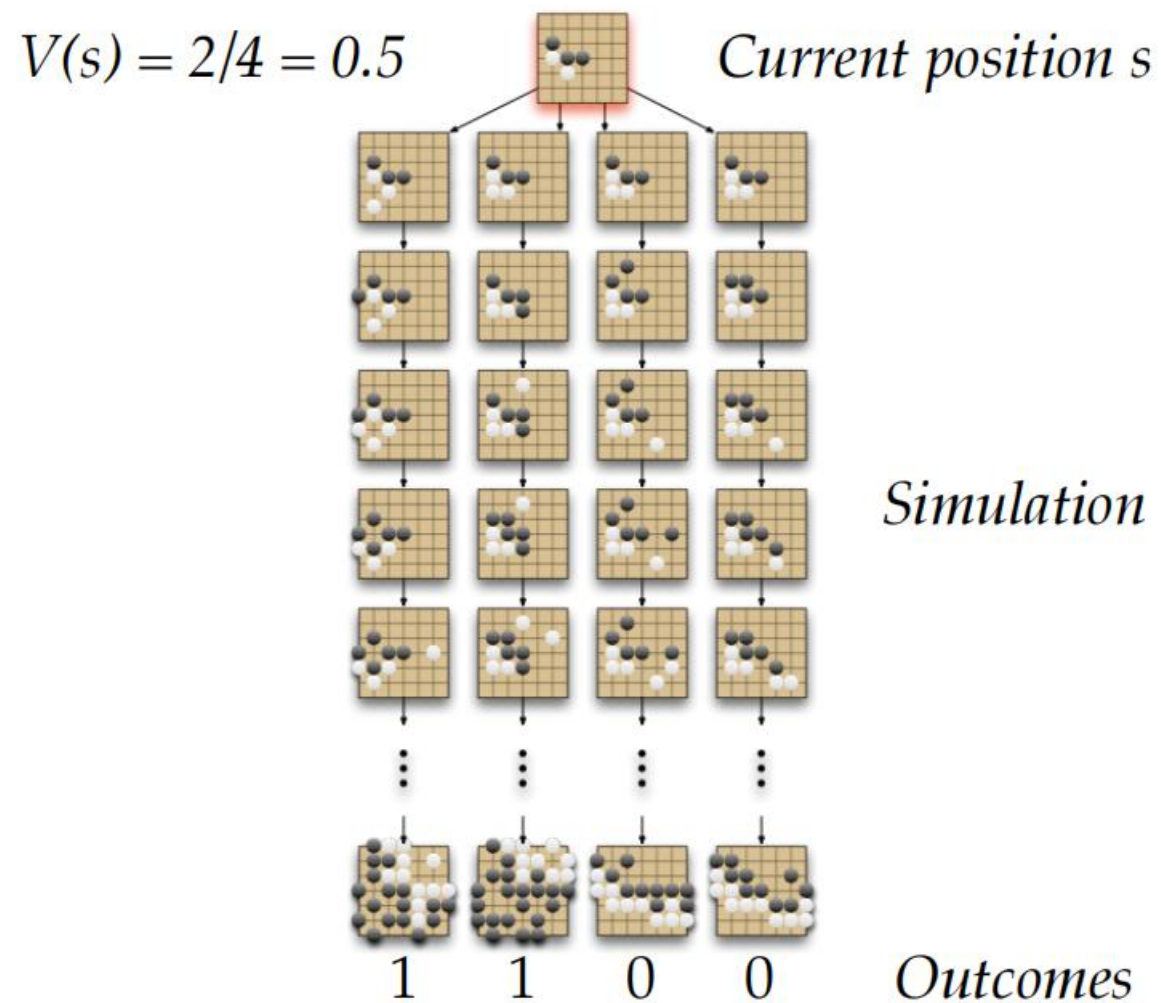 V(s) = 2/4 = 0.5
Current position s
Simulation
1 1 0 0 Outcomes